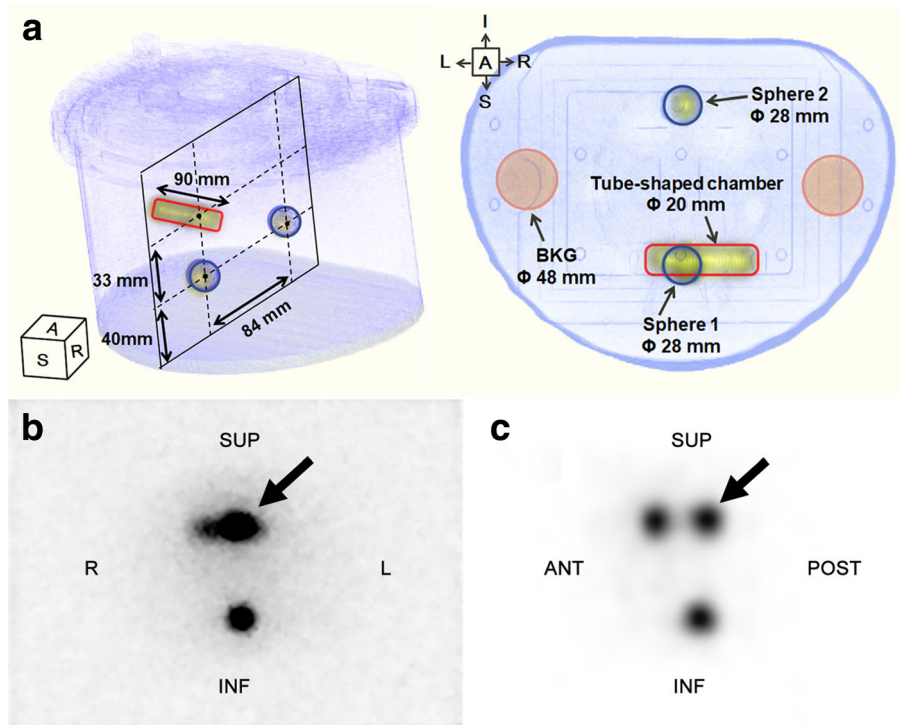 a
90 mm
33 mm
40mm
84 mm
A
S
R
I
L
A
R
S
Sphere 2
Φ 28 mm
Tube-shaped chamber
Φ 20 mm
BKG
Φ 48 mm
Sphere 1
Φ 28 mm
b
SUP
R
L
INF
c
SUP
ANT
POST
INF